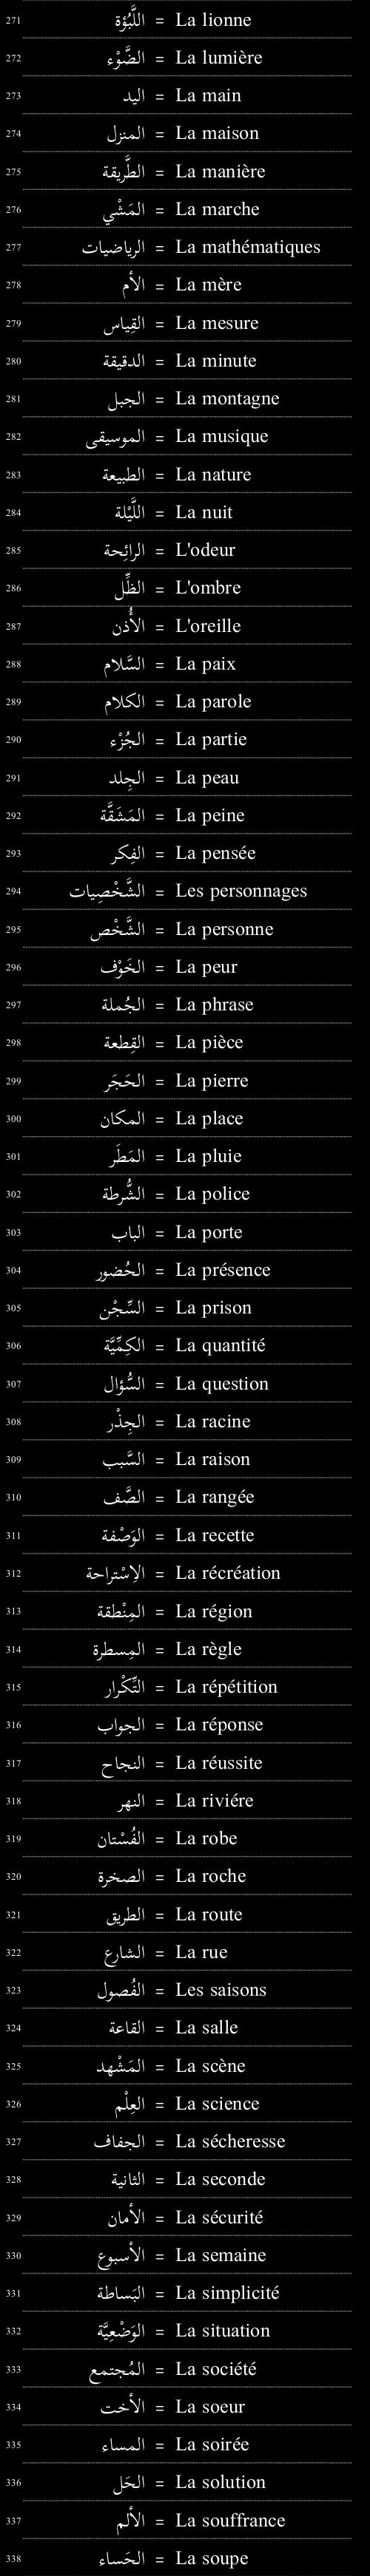 271 اللَّبُؤة = La lionne
272 الضَّوْء = La lumière
273 اليد = La main
274 المنزل = La maison
275 الطَّريقة = La manière
276 المَشْي = La marche
277 الرياضيات = La mathématiques
278 الأم = La mère
279 القِياس = La mesure
280 الدقيقة = La minute
281 الجبل = La montagne
282 الموسيقى = La musique
283 الطبيعة = La nature
284 اللَّيْلة = La nuit
285 الرائِحة = L'odeur
286 الظِّل = L'ombre
287 الأُذن = L'oreille
288 السَّلام = La paix
289 الكلام = La parole
290 الجُزْء = La partie
291 الجِلد = La peau
292 المَشَقَّة = La peine
293 الفِكر = La pensée
294 الشَّخْصِيات = Les personnages
295 الشَّخْص = La personne
296 الخَوْف = La peur
297 الجُملة = La phrase
298 القِطعة = La pièce
299 الحَجَر = La pierre
300 المكان = La place
301 المَطَر = La pluie
302 الشُّرطة = La police
303 الباب = La porte
304 الحُضور = La présence
305 السِّجْن = La prison
306 الكِمِّيَّة = La quantité
307 السُّؤال = La question
308 الجِذْر = La racine
309 السَّبب = La raison
310 الصَّف = La rangée
311 الوَصْفة = La recette
312 الاِسْتراحة = La récréation
313 المِنْطقة = La région
314 المِسطرة = La règle
315 التِّكْرار = La répétition
316 الجواب = La réponse
317 النجاح = La réussite
318 النهر = La riviére
319 الفُسْتان = La robe
320 الصخرة = La roche
321 الطريق = La route
322 الشارع = La rue
323 الفُصول = Les saisons
324 القاعة = La salle
325 المَشْهد = La scène
326 العِلْم = La science
327 الجفاف = La sécheresse
328 الثانية = La seconde
329 الأمان = La sécurité
330 الأسبوع = La semaine
331 البَساطة = La simplicité
332 الوَضْعِيَّة = La situation
333 المُجتمع = La société
334 الأخت = La soeur
335 المساء = La soirée
336 الحَل = La solution
337 الألم = La souffrance
338 الحَساء = La soupe